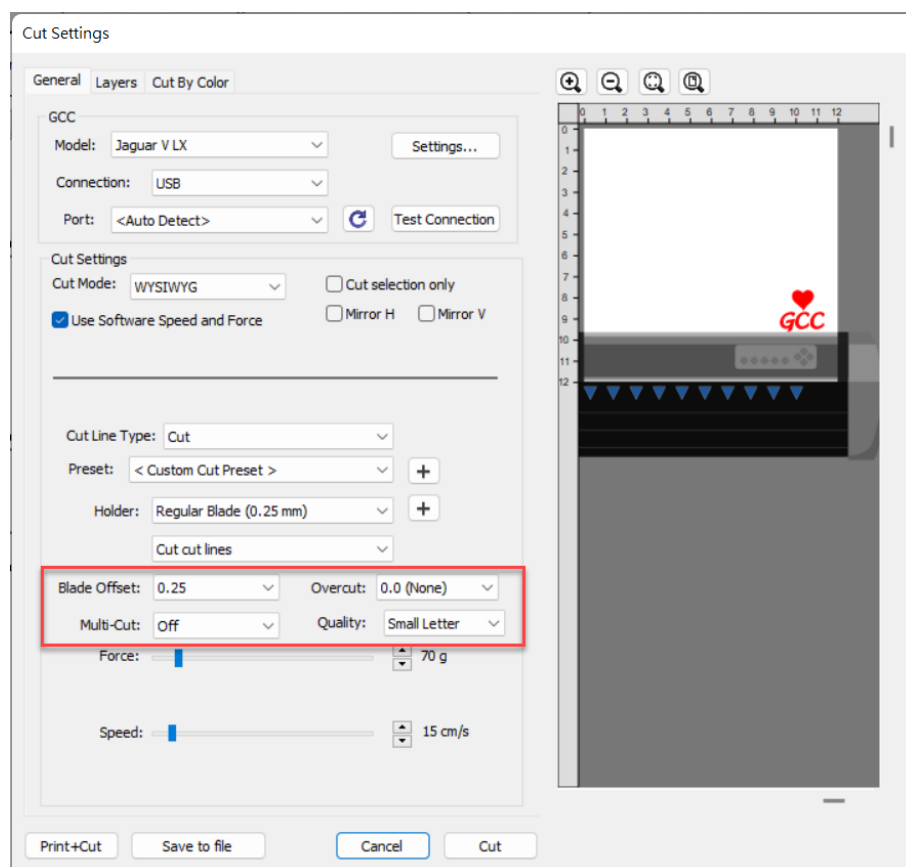 Cut Settings
General Layers Cut By Color
GCC
Model: Jaguar V LX Settings...
Connection: USB
Port: <Auto Detect> Test Connection
Cut Settings
Cut Mode: WYSIWYG Cut selection only
Use Software Speed and Force Mirror H Mirror V
Cut Line Type: Cut
Preset: < Custom Cut Preset > +
Holder: Regular Blade (0.25 mm) +
Cut cut lines
Blade Offset: 0.25 Overcut: 0.0 (None)
Multi-Cut: Off Quality: Small Letter
Force: 70 g
Speed: 15 cm/s
Print+Cut Save to file Cancel Cut
0 1 2 3 4 5 6 7 8 9 10 11 12
0
1
2
3
4
5
6
7
8
9
10
11
12
GCC